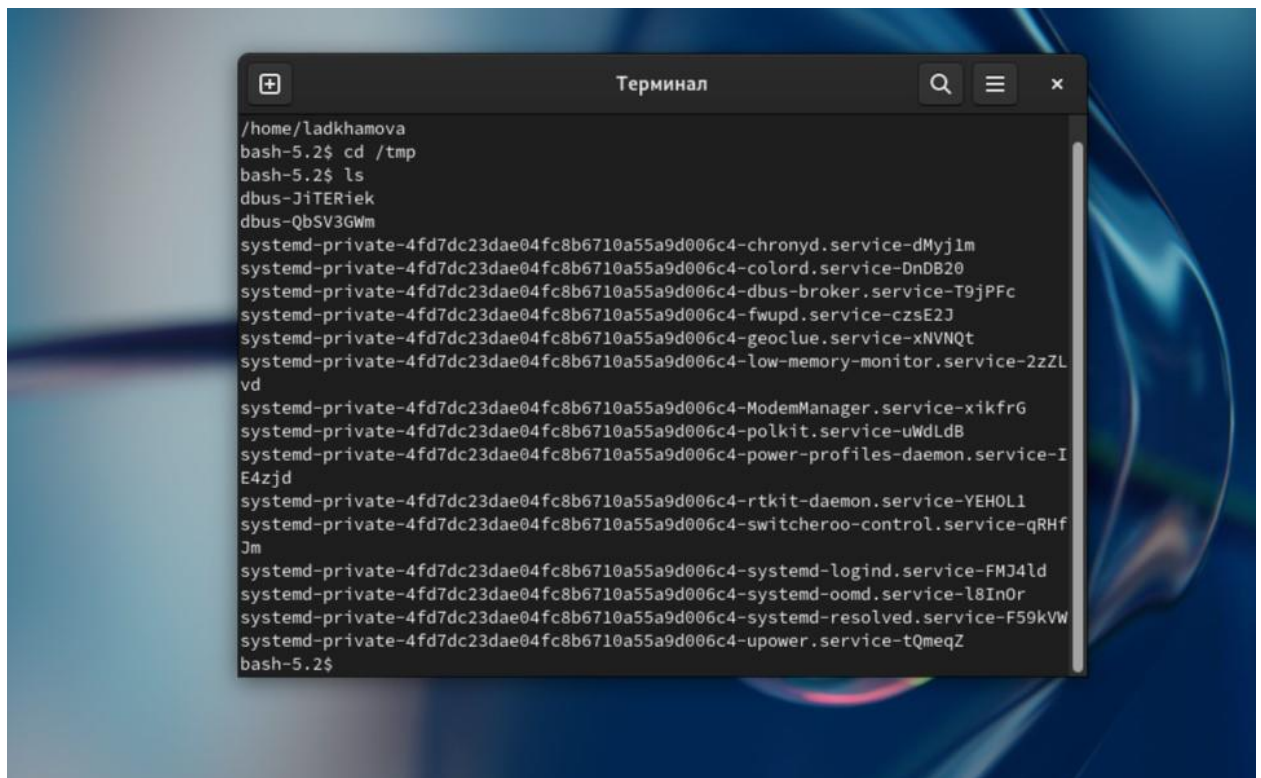 Терминал
/home/ladkhamova
bash-5.2$ cd /tmp
bash-5.2$ ls
dbus-JiTERiek
dbus-QbSV3GWm
systemd-private-4fd7dc23dae04fc8b6710a55a9d006c4-chronyd.service-dMyj1m
systemd-private-4fd7dc23dae04fc8b6710a55a9d006c4-colord.service-DnDB20
systemd-private-4fd7dc23dae04fc8b6710a55a9d006c4-dbus-broker.service-T9jPFc
systemd-private-4fd7dc23dae04fc8b6710a55a9d006c4-fwupd.service-czsE2J
systemd-private-4fd7dc23dae04fc8b6710a55a9d006c4-geoclue.service-xNVNQt
systemd-private-4fd7dc23dae04fc8b6710a55a9d006c4-low-memory-monitor.service-2zZL
vd
systemd-private-4fd7dc23dae04fc8b6710a55a9d006c4-ModemManager.service-xikfrG
systemd-private-4fd7dc23dae04fc8b6710a55a9d006c4-polkit.service-uWdLdB
systemd-private-4fd7dc23dae04fc8b6710a55a9d006c4-power-profiles-daemon.service-I
E4zjd
systemd-private-4fd7dc23dae04fc8b6710a55a9d006c4-rtkit-daemon.service-YEHOL1
systemd-private-4fd7dc23dae04fc8b6710a55a9d006c4-switcheroo-control.service-qRHf
Jm
systemd-private-4fd7dc23dae04fc8b6710a55a9d006c4-systemd-logind.service-FMJ4ld
systemd-private-4fd7dc23dae04fc8b6710a55a9d006c4-systemd-oomd.service-l8InOr
systemd-private-4fd7dc23dae04fc8b6710a55a9d006c4-systemd-resolved.service-F59kVW
systemd-private-4fd7dc23dae04fc8b6710a55a9d006c4-upower.service-tQmeqZ
bash-5.2$